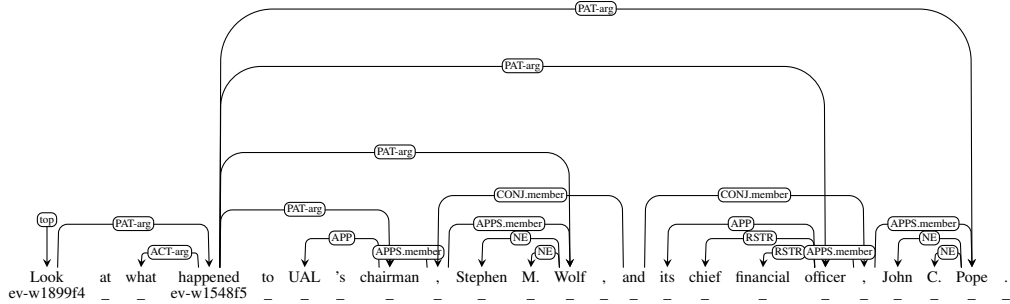 PAT-arg
PAT-arg
PAT-arg
CONJ.member CONJ.member
PAT-arg
top
PAT-arg APPS.member APP APPS.member
APP NE RSTR NE
ACT-arg APPS.member NE RSTR APPS.member NE
Look at what happened to UAL 's chairman , Stephen M. Wolf , and its chief financial officer , John C. Pope .
ev-w1899f4 _ _ ev-w1548f5 _ _ _ _ _ _ _ _ _ _ _ _ _ _ _ _ _ _ _